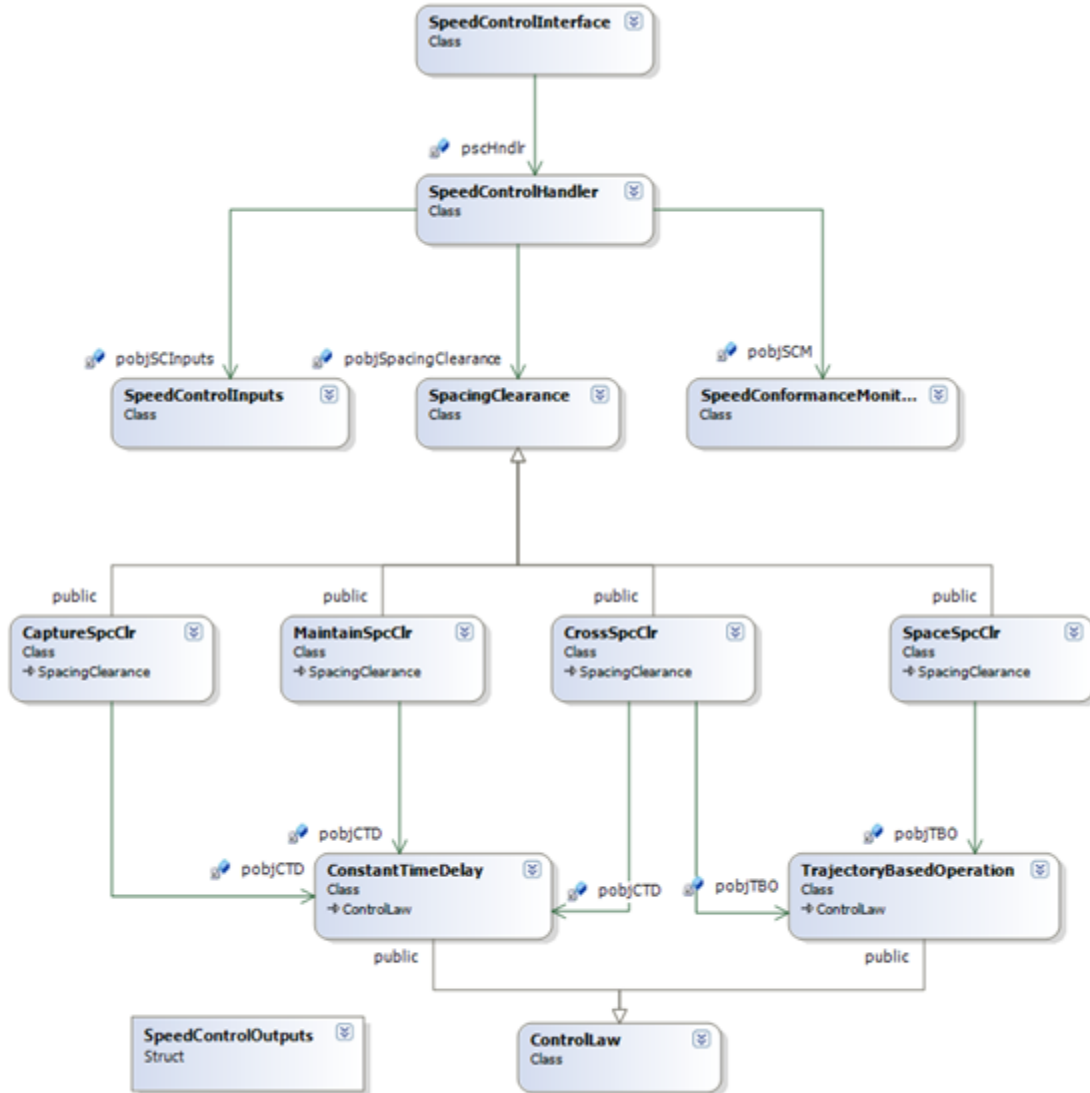 SpeedControlInterface
Class
pscHndlr
SpeedControlHandler
Class
pobjSCInputs
pobjSpacingClearance
pobjSCM
SpeedControlInputs
Class
SpacingClearance
Class
SpeedConformanceMonit...
Class
public
public
public
public
CaptureSpcClr
Class
SpacingClearance
MaintainSpcClr
Class
SpacingClearance
CrossSpcClr
Class
SpacingClearance
SpaceSpcClr
Class
SpacingClearance
pobjCTD
pobjTBO
pobjCTD
pobjCTD
pobjTBO
ConstantTimeDelay
Class
ControlLaw
TrajectoryBasedOperation
Class
ControlLaw
public
public
SpeedControlOutputs
Struct
ControlLaw
Class